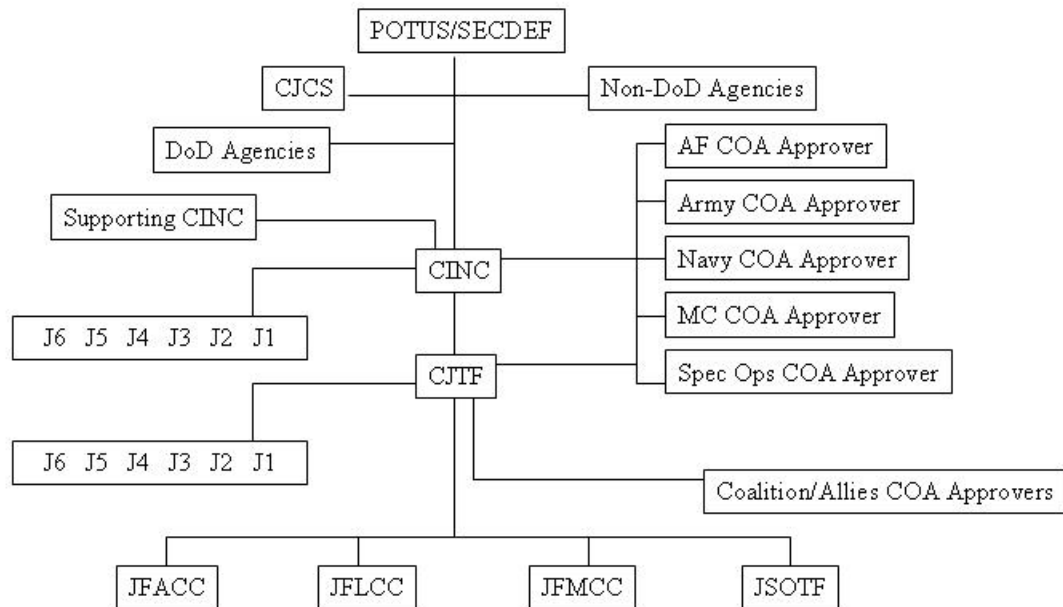 POTUS/SECDEF
CJCS
Non-DoD Agencies
DoD Agencies
AF COA Approver
Army COA Approver
Supporting CINC
Navy COA Approver
CINC
MC COA Approver
J6 J5 J4 J3 J2 J1
CJTF
Spec Ops COA Approver
J6 J5 J4 J3 J2 J1
Coalition/Allies COA Approvers
JFACC
JFLCC
JFMCC
JSOTF